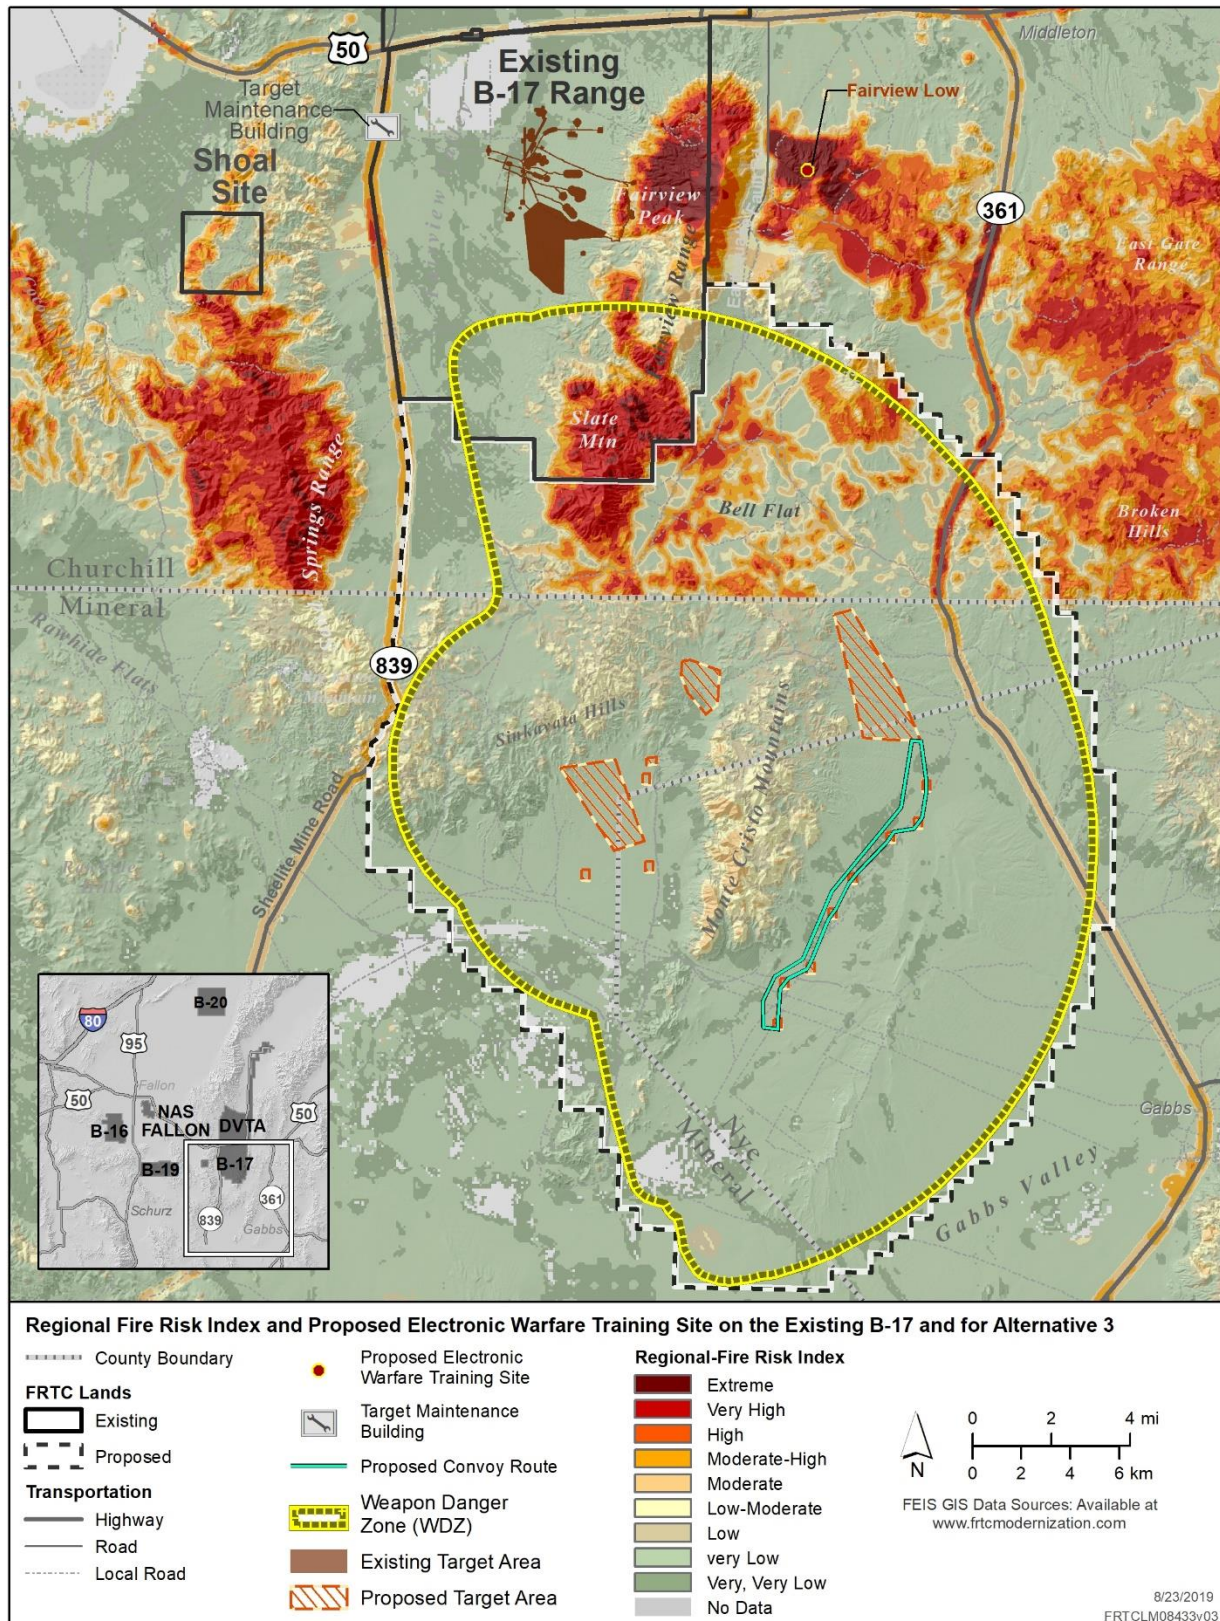 50
Middleton
Existing
B-17 Range
Target
Maintenance
Building
Fairview Low
Shoal
Site
Fairview
Peak
361
East Gate
Range
Fairview Range
Slate
Mtn
Springs Range
Bell Flat
Broken
Hills
Churchill
Mineral
Rawhide Flats
839
Sinkavata Hills
Monte Cristo Mountains
Sheelite Mine Road
Nye
Mineral
Gabbs
Gabbs Valley
B-20
80
95
Fallon
50
50
NAS
FALLON
DVTA
B-16
B-19
B-17
Schurz
361
839
Gabbs
Regional Fire Risk Index and Proposed Electronic Warfare Training Site on the Existing B-17 and for Alternative 3
County Boundary
FRTC Lands
Existing
Proposed
Transportation
Highway
Road
Local Road
Proposed Electronic
Warfare Training Site
Target Maintenance
Building
Proposed Convoy Route
Weapon Danger
Zone (WDZ)
Existing Target Area
Proposed Target Area
Regional-Fire Risk Index
Extreme
Very High
High
Moderate-High
Moderate
Low-Moderate
Low
very Low
Very, Very Low
No Data
N
0 2 4 mi
0 2 4 6 km
FEIS GIS Data Sources: Available at
www.frtcmodernization.com
8/23/2019
FRTCLM08433v03